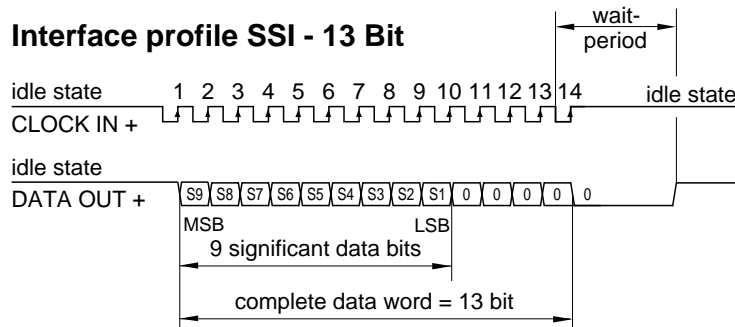 wait-
period
Interface profile SSI - 13 Bit
idle state 1 2 3 4 5 6 7 8 9 10 11 12 13 14 idle state
CLOCK IN +
idle state
DATA OUT + S9 S8 S7 S6 S5 S4 S3 S2 S1 0 0 0 0 0
MSB LSB
9 significant data bits
complete data word = 13 bit